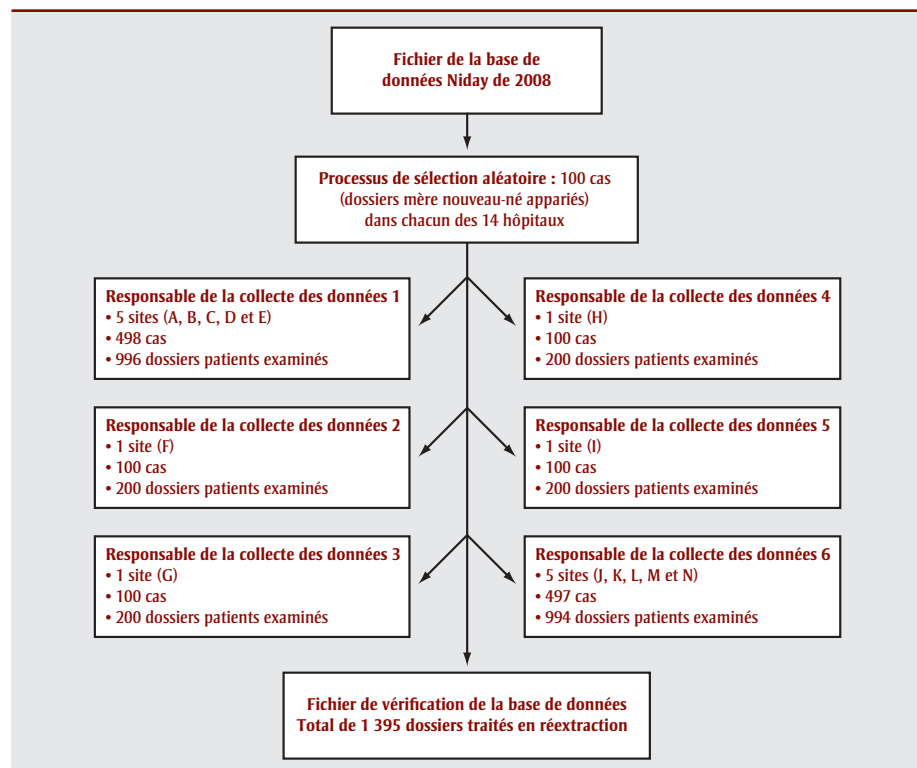 Fichier de la base de
données Niday de 2008
Processus de sélection aléatoire : 100 cas
(dossiers mère nouveau-né appariés)
dans chacun des 14 hôpitaux
Responsable de la collecte des données 1
• 5 sites (A, B, C, D et E)
• 498 cas
• 996 dossiers patients examinés
Responsable de la collecte des données 4
• 1 site (H)
• 100 cas
• 200 dossiers patients examinés
Responsable de la collecte des données 2
• 1 site (F)
• 100 cas
• 200 dossiers patients examinés
Responsable de la collecte des données 5
• 1 site (I)
• 100 cas
• 200 dossiers patients examinés
Responsable de la collecte des données 3
• 1 site (G)
• 100 cas
• 200 dossiers patients examinés
Responsable de la collecte des données 6
• 5 sites (J, K, L, M et N)
• 497 cas
• 994 dossiers patients examinés
Fichier de vérification de la base de données
Total de 1 395 dossiers traités en réextraction